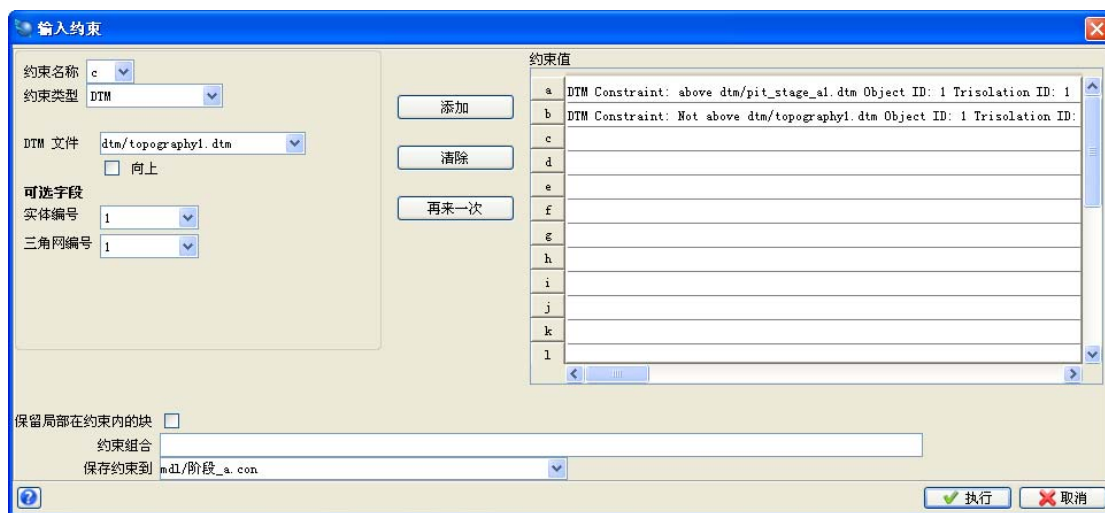 输入约束
约束名称 c
约束类型 DTM
DTM 文件 dtm/topography1.dtm
向上
可选字段
实体编号 1
三角网编号 1
添加
清除
再来一次
约束值
a DTM Constraint: above dtm/pit_stage_a1.dtm Object ID: 1 Trisolation ID: 1
b DTM Constraint: Not above dtm/topography1.dtm Object ID: 1 Trisolation ID:
c
d
e
f
g
h
i
j
k
l
保留局部在约束内的块
约束组合
保存约束到 mdl/阶段_a.con
执行 取消